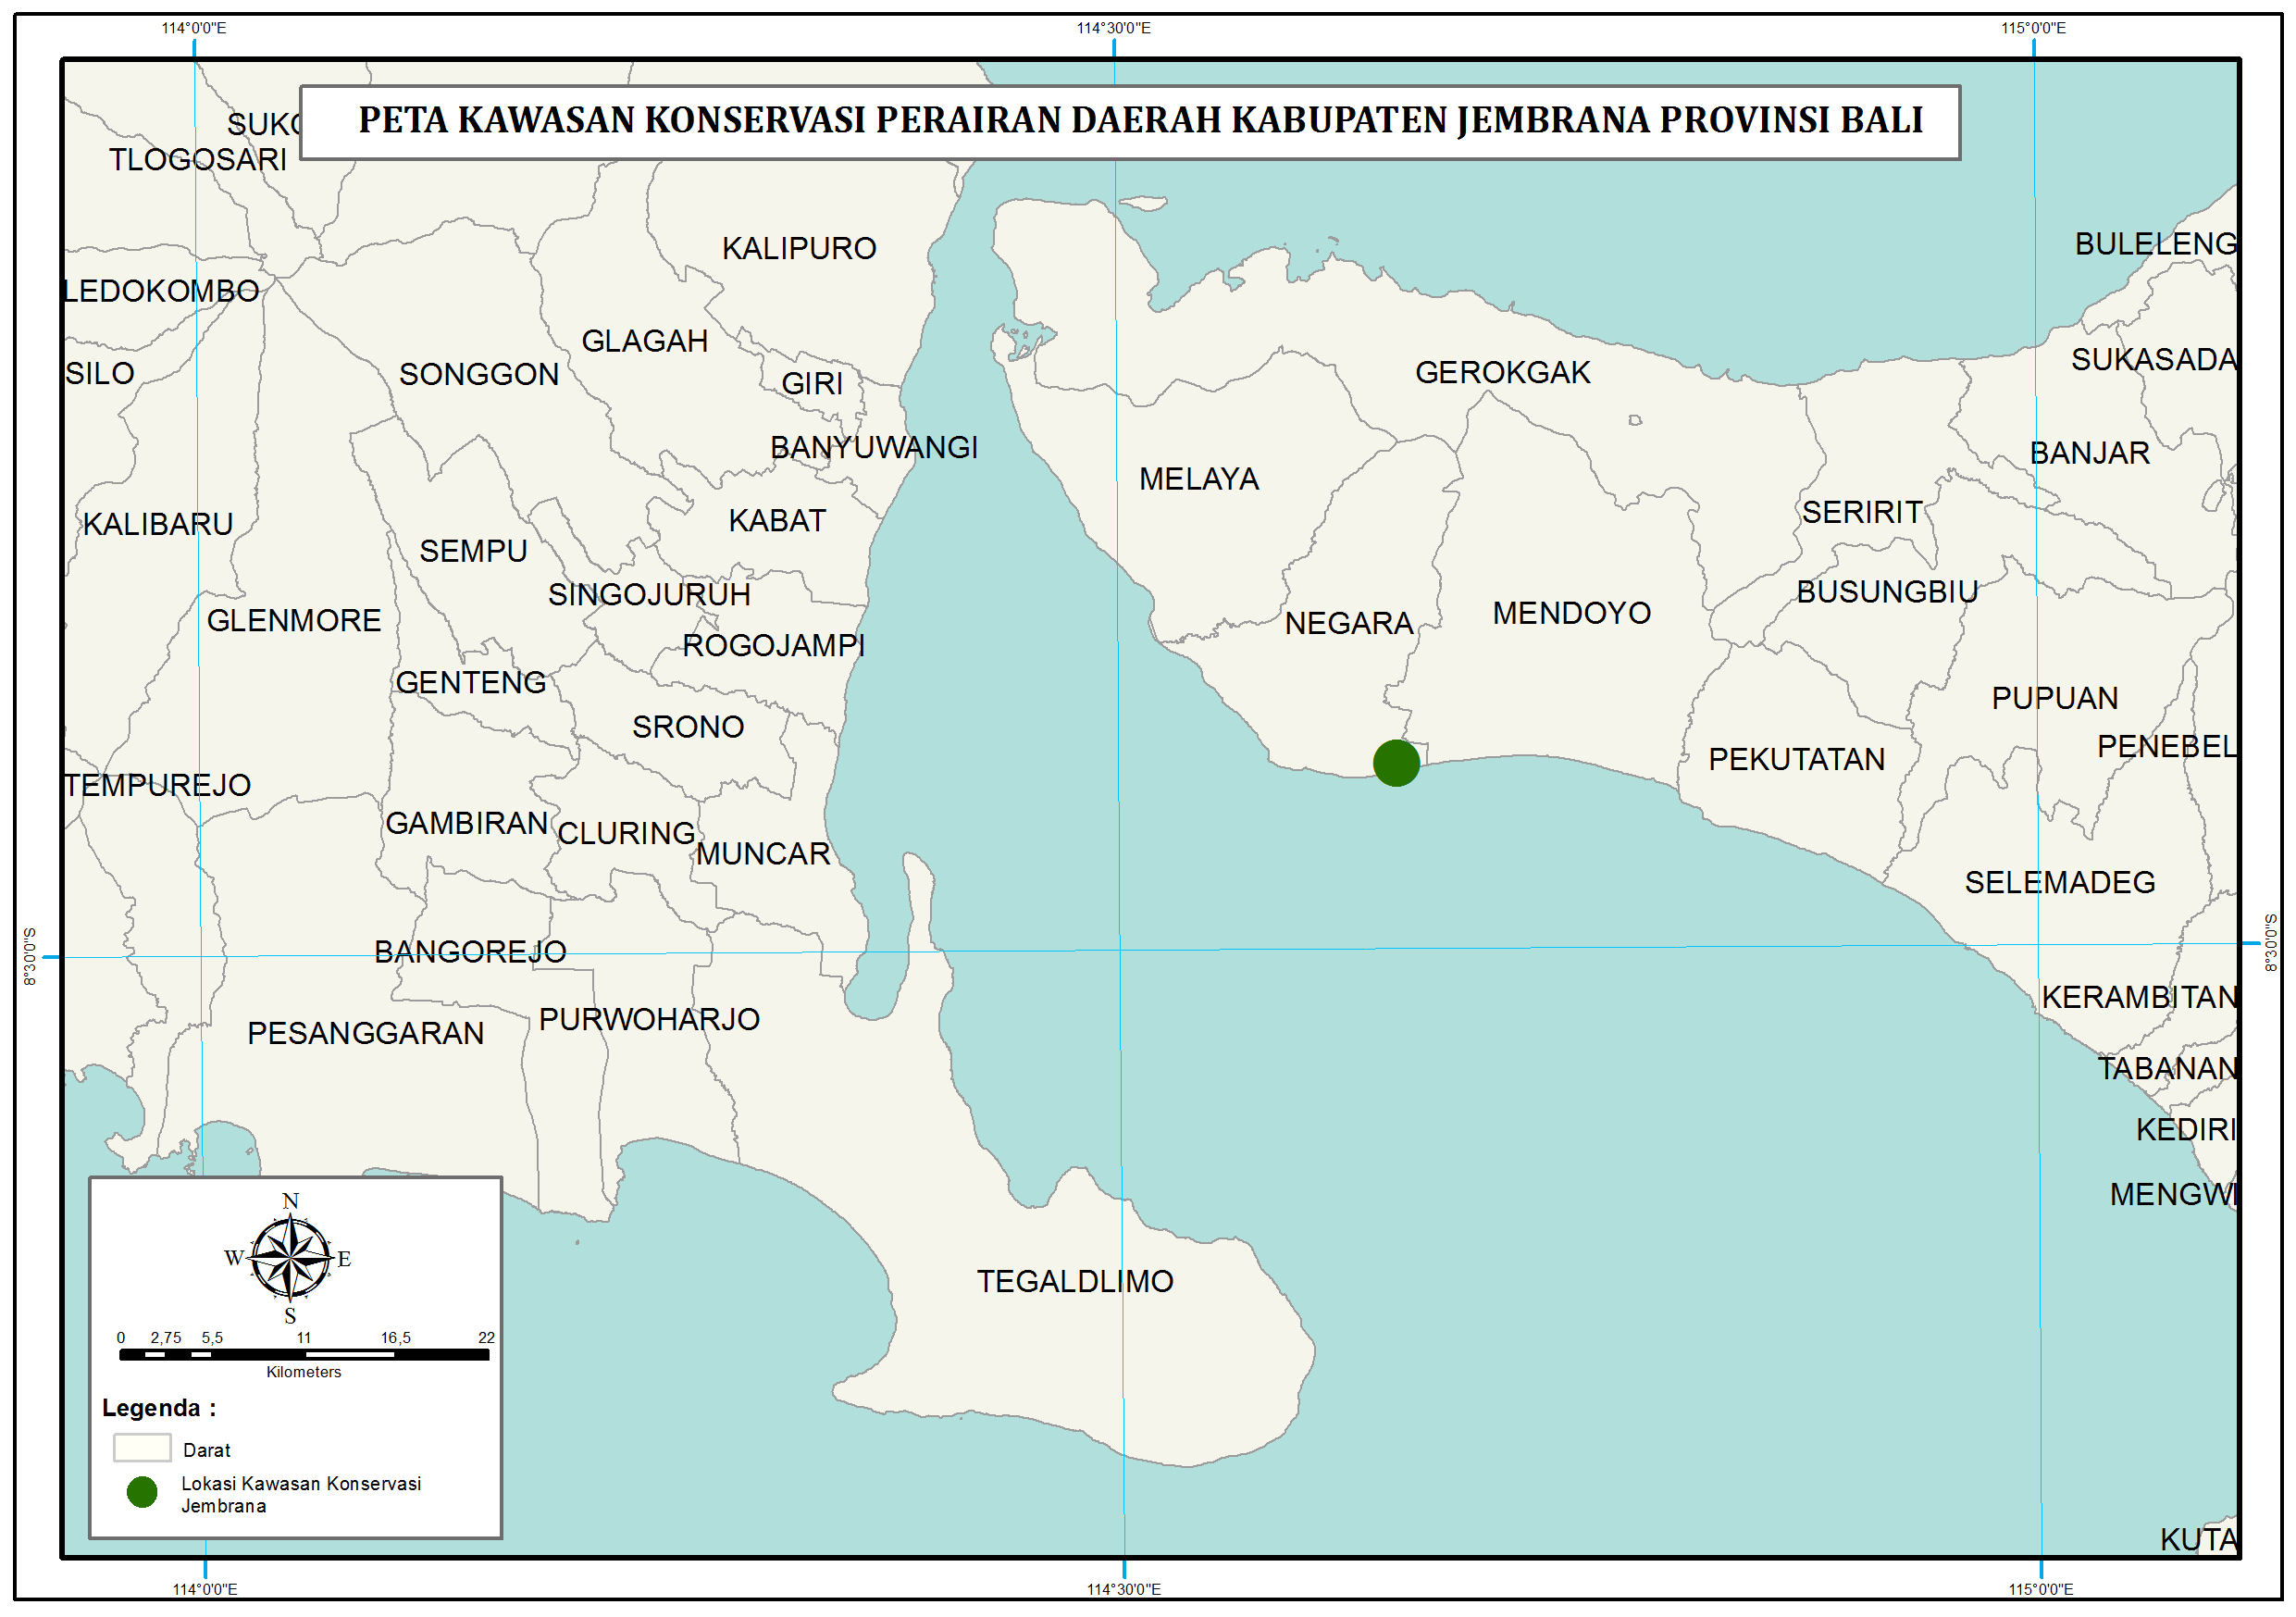 114°0'0"E
114°30'0"E
115°0'0"E
PETA KAWASAN KONSERVASI PERAIRAN DAERAH KABUPATEN JEMBRANA PROVINSI BALI
TLOGOSARI
KALIPURO
BULELENG
LEDOKOMBO
GLAGAH
SUKASADA
SILO
SONGGON
GIRI
GEROKGAK
BANYUWANGI
BANJAR
MELAYA
KALIBARU
KABAT
SERIRIT
SEMPU
SINGOJURUH
BUSUNGBIU
GLENMORE
NEGARA
MENDOYO
ROGOJAMPI
GENTENG
PUPUAN
SRONO
PENEBEL
PEKUTATAN
TEMPUREJO
GAMBIRAN
CLURING
MUNCAR
SELEMADEG
8°30'0"S
8°30'0"S
BANGOREJO
KERAMBITAN
PURWOHARJO
PESANGGARAN
TABANAN
KEDIRI
MENGWI
TEGALDLIMO
KUTA
N
W E
S
0 2,75 5,5 11 16,5 22
Kilometers
Legenda :
Darat
Lokasi Kawasan Konservasi
Jembrana
114°0'0"E
114°30'0"E
115°0'0"E